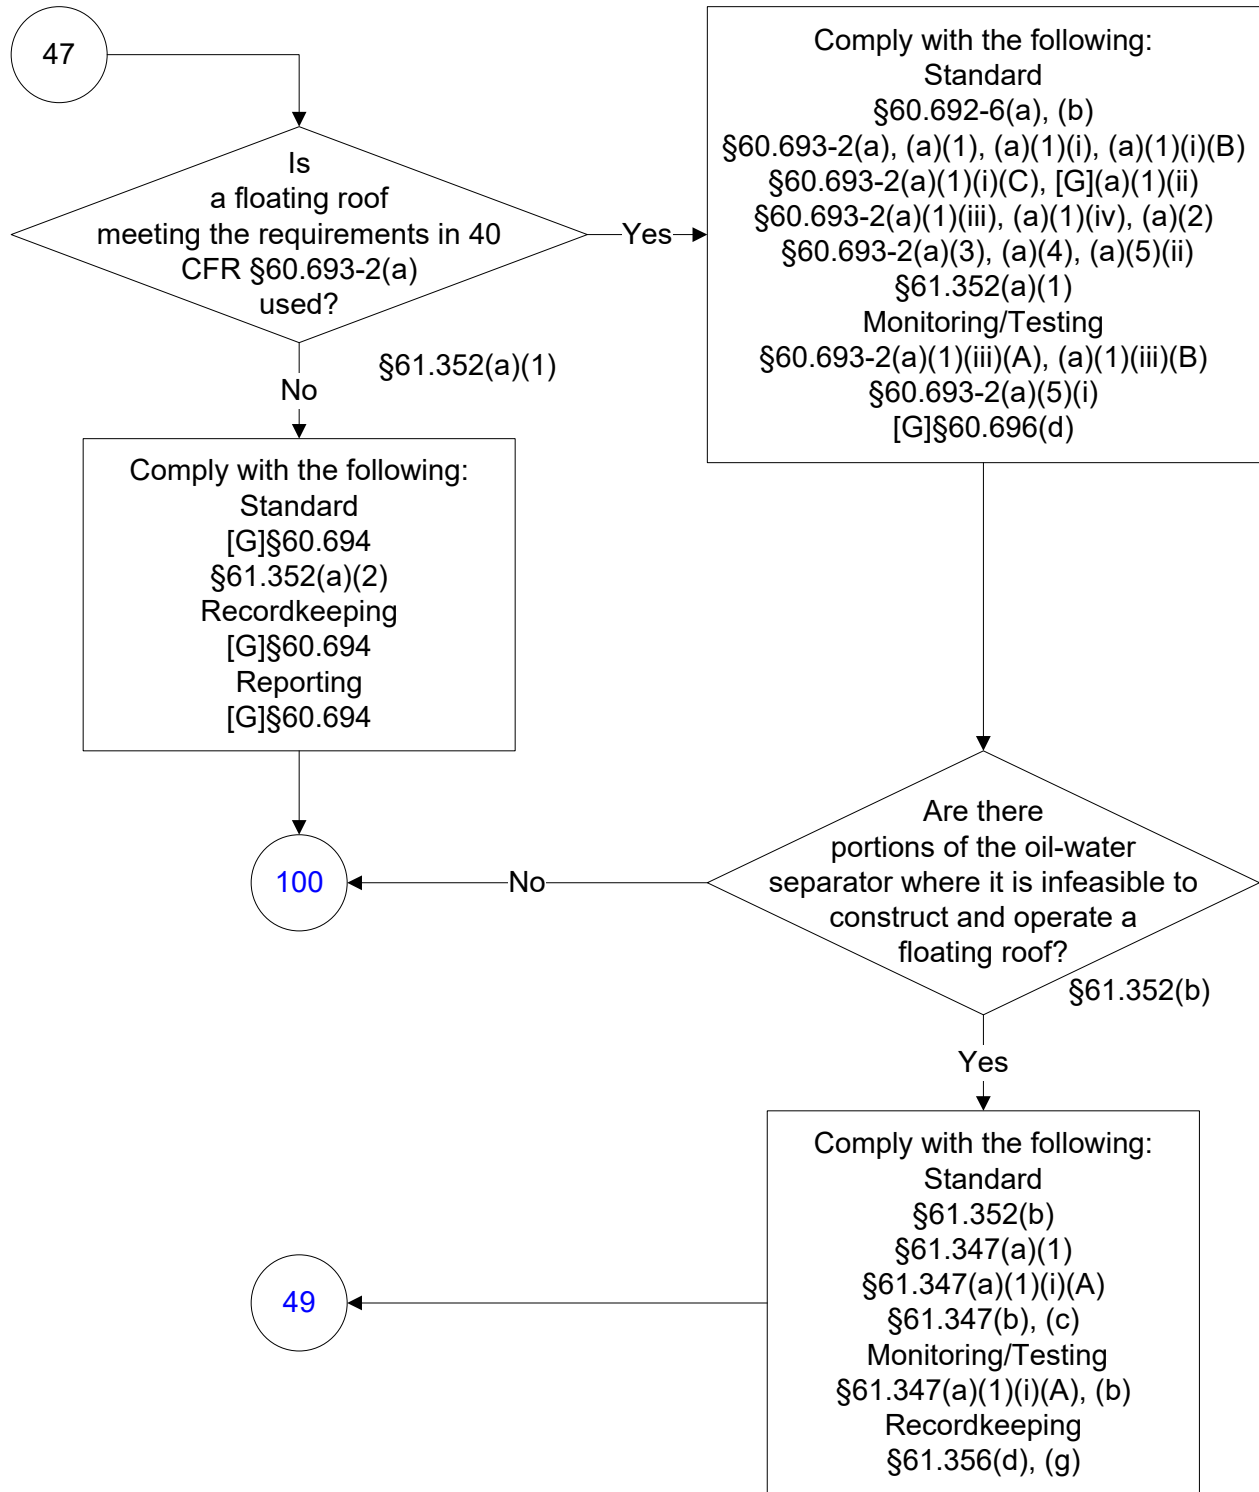 47
Is
a floating roof
meeting the requirements in 40
CFR §60.693-2(a)
used?
Yes
Comply with the following:
Standard
§60.692-6(a), (b)
§60.693-2(a), (a)(1), (a)(1)(i), (a)(1)(i)(B)
§60.693-2(a)(1)(i)(C), [G](a)(1)(ii)
§60.693-2(a)(1)(iii), (a)(1)(iv), (a)(2)
§60.693-2(a)(3), (a)(4), (a)(5)(ii)
§61.352(a)(1)
Monitoring/Testing
§60.693-2(a)(1)(iii)(A), (a)(1)(iii)(B)
§60.693-2(a)(5)(i)
[G]§60.696(d)
§61.352(a)(1)
No
Comply with the following:
Standard
[G]§60.694
§61.352(a)(2)
Recordkeeping
[G]§60.694
Reporting
[G]§60.694
100
No
Are there
portions of the oil-water
separator where it is infeasible to
construct and operate a
floating roof?
§61.352(b)
Yes
Comply with the following:
Standard
§61.352(b)
§61.347(a)(1)
§61.347(a)(1)(i)(A)
§61.347(b), (c)
Monitoring/Testing
§61.347(a)(1)(i)(A), (b)
Recordkeeping
§61.356(d), (g)
49